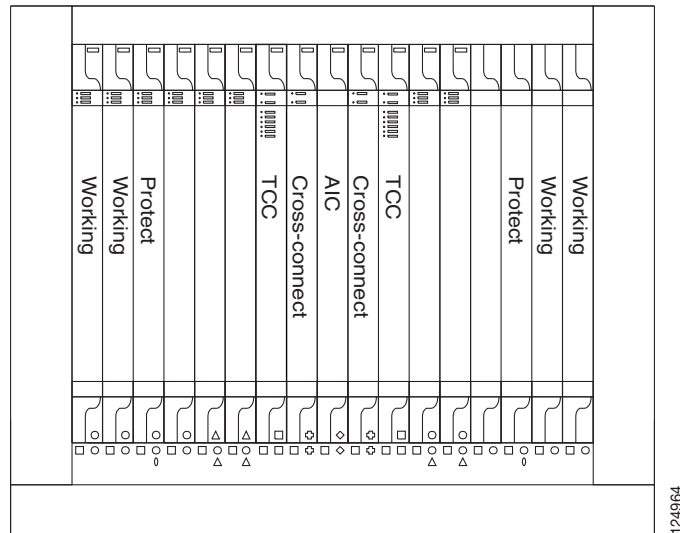 Working
Working
Protect
TCC
Cross-connect
AIC
Cross-connect
TCC
Protect
Working
Working
124964